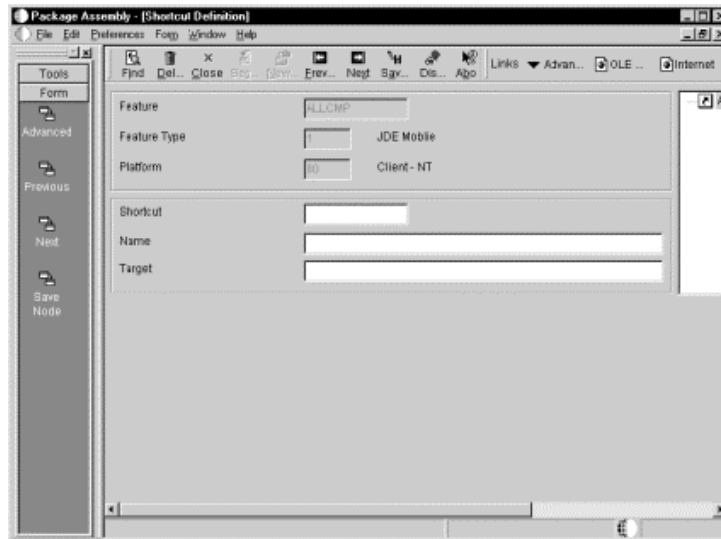 Package Assembly - [Shortcut Definition]
File Edit Preferences Form Window Help
Find Del... Close Prev... Next Sav... Dis... Abo Links Advan... OLE ... Internet
Tools
Form
Advanced
Previous
Next
Save
Node
Feature ALLCMP
Feature Type 1 JDE Moblie
Platform 80 Client - NT
Shortcut
Name
Target